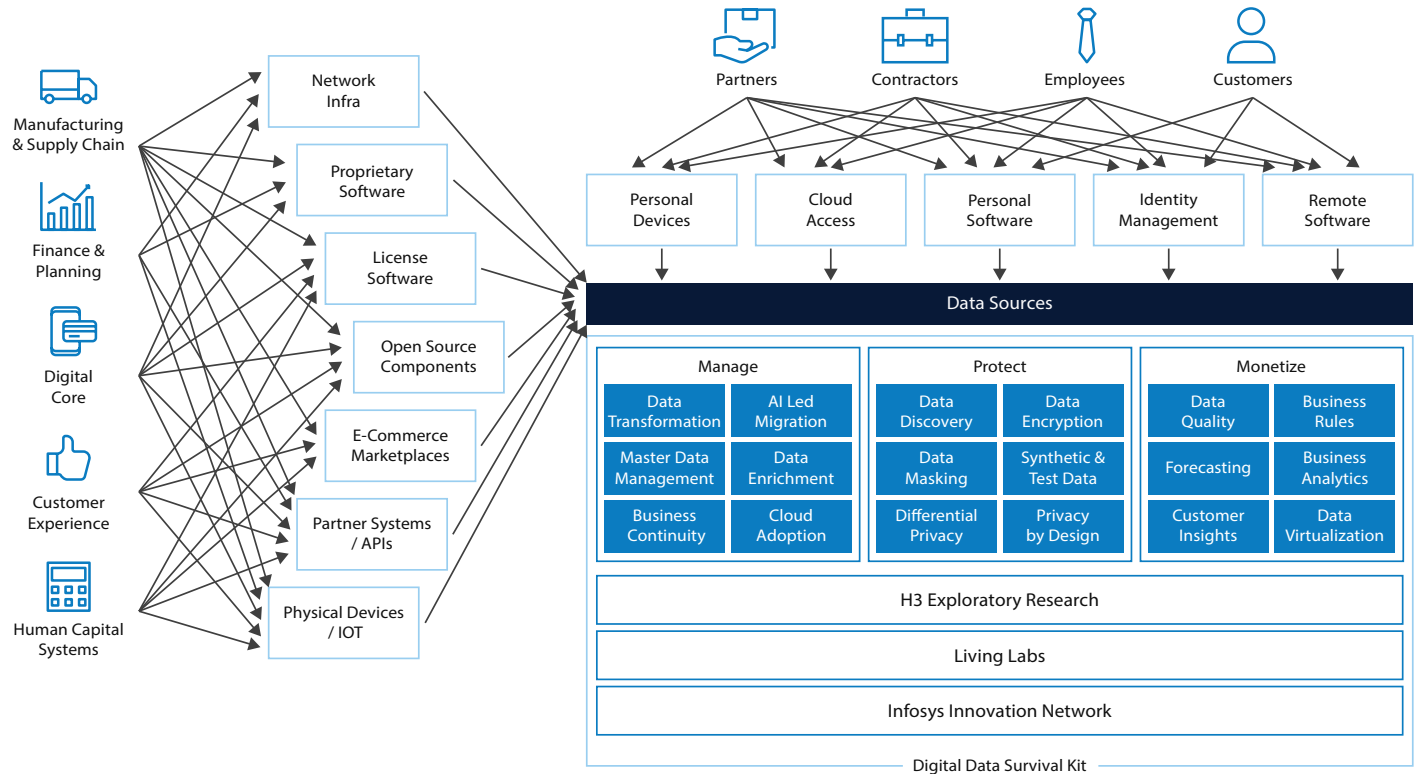 Manufacturing
& Supply Chain
Finance &
Planning
Digital
Core
Customer
Experience
Human Capital
Systems
Network
Infra
Proprietary
Software
License
Software
Open Source
Components
E-Commerce
Marketplaces
Partner Systems
/ APIs
Physical Devices
/ IOT
Partners
Contractors
Employees
Customers
Personal
Devices
Cloud
Access
Personal
Software
Identity
Management
Remote
Software
Data Sources
Manage
Data
Transformation
AI Led
Migration
Master Data
Management
Data
Enrichment
Business
Continuity
Cloud
Adoption
Protect
Data
Discovery
Data
Encryption
Data
Masking
Synthetic &
Test Data
Differential
Privacy
Privacy
by Design
Monetize
Data
Quality
Business
Rules
Forecasting
Business
Analytics
Customer
Insights
Data
Virtualization
H3 Exploratory Research
Living Labs
Infosys Innovation Network
Digital Data Survival Kit